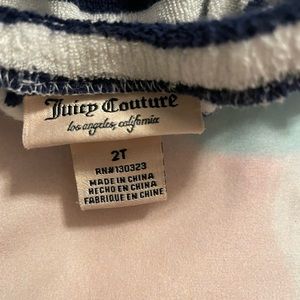 Juicy Couture
los angeles, california
2T
RN#130323
MADE IN CHINA
HECHO EN CHINA
FABRIQUE EN CHINE